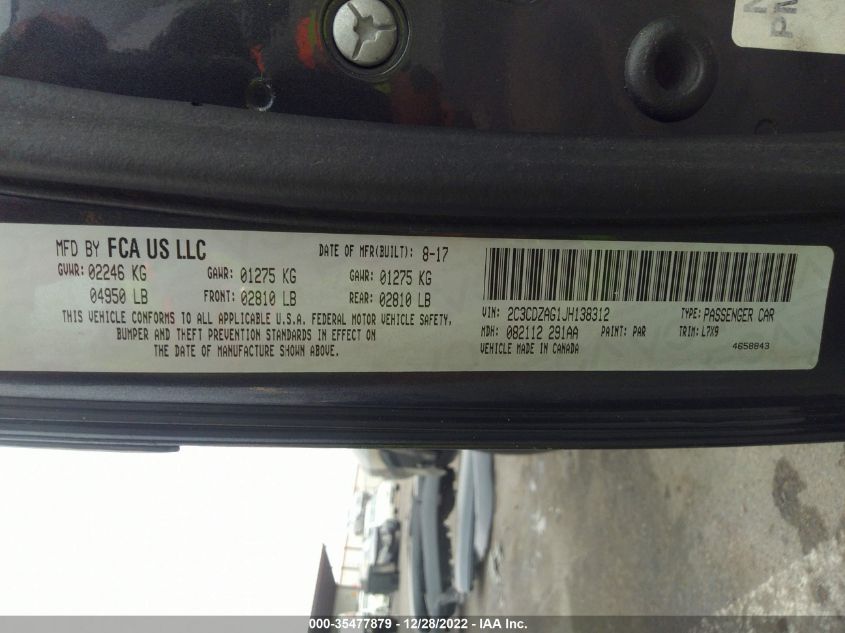 MFD BY FCA US LLC
DATE OF MFR(BUILT): 8-17
GVWR: 02246 KG
GAWR: 01275 KG
GAWR: 01275 KG
04950 LB
FRONT: 02810 LB
REAR: 02810 LB
THIS VEHICLE CONFORMS TO ALL APPLICABLE U.S.A. FEDERAL MOTOR VEHICLE SAFETY,
BUMPER AND THEFT PREVENTION STANDARDS IN EFFECT ON
THE DATE OF MANUFACTURE SHOWN ABOVE.
VIN: 2C3CDZAG1JH138312
TYPE: PASSENGER CAR
MDH: 082112 291AA
PAINT: PAR
TRIM: L7X9
VEHICLE MADE IN CANADA
4658843
000-35477879 - 12/28/2022 - IAA Inc.